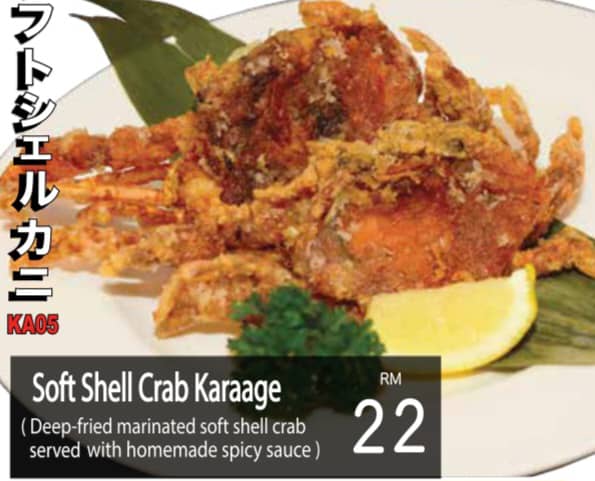 フトシェルカニ
KA05
Soft Shell Crab Karaage
( Deep-fried marinated soft shell crab
served with homemade spicy sauce )
RM
22